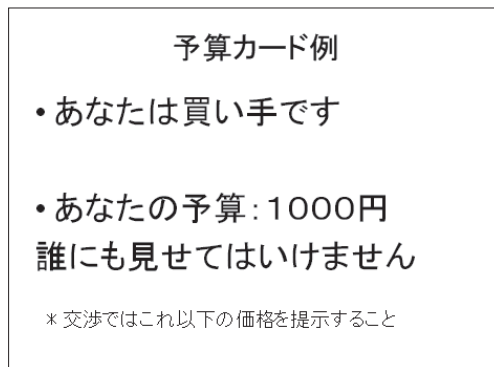 予算カード例
・あなたは買い手です
・あなたの予算：１０００円
誰にも見せてはいけません
＊交渉ではこれ以下の価格を提示すること